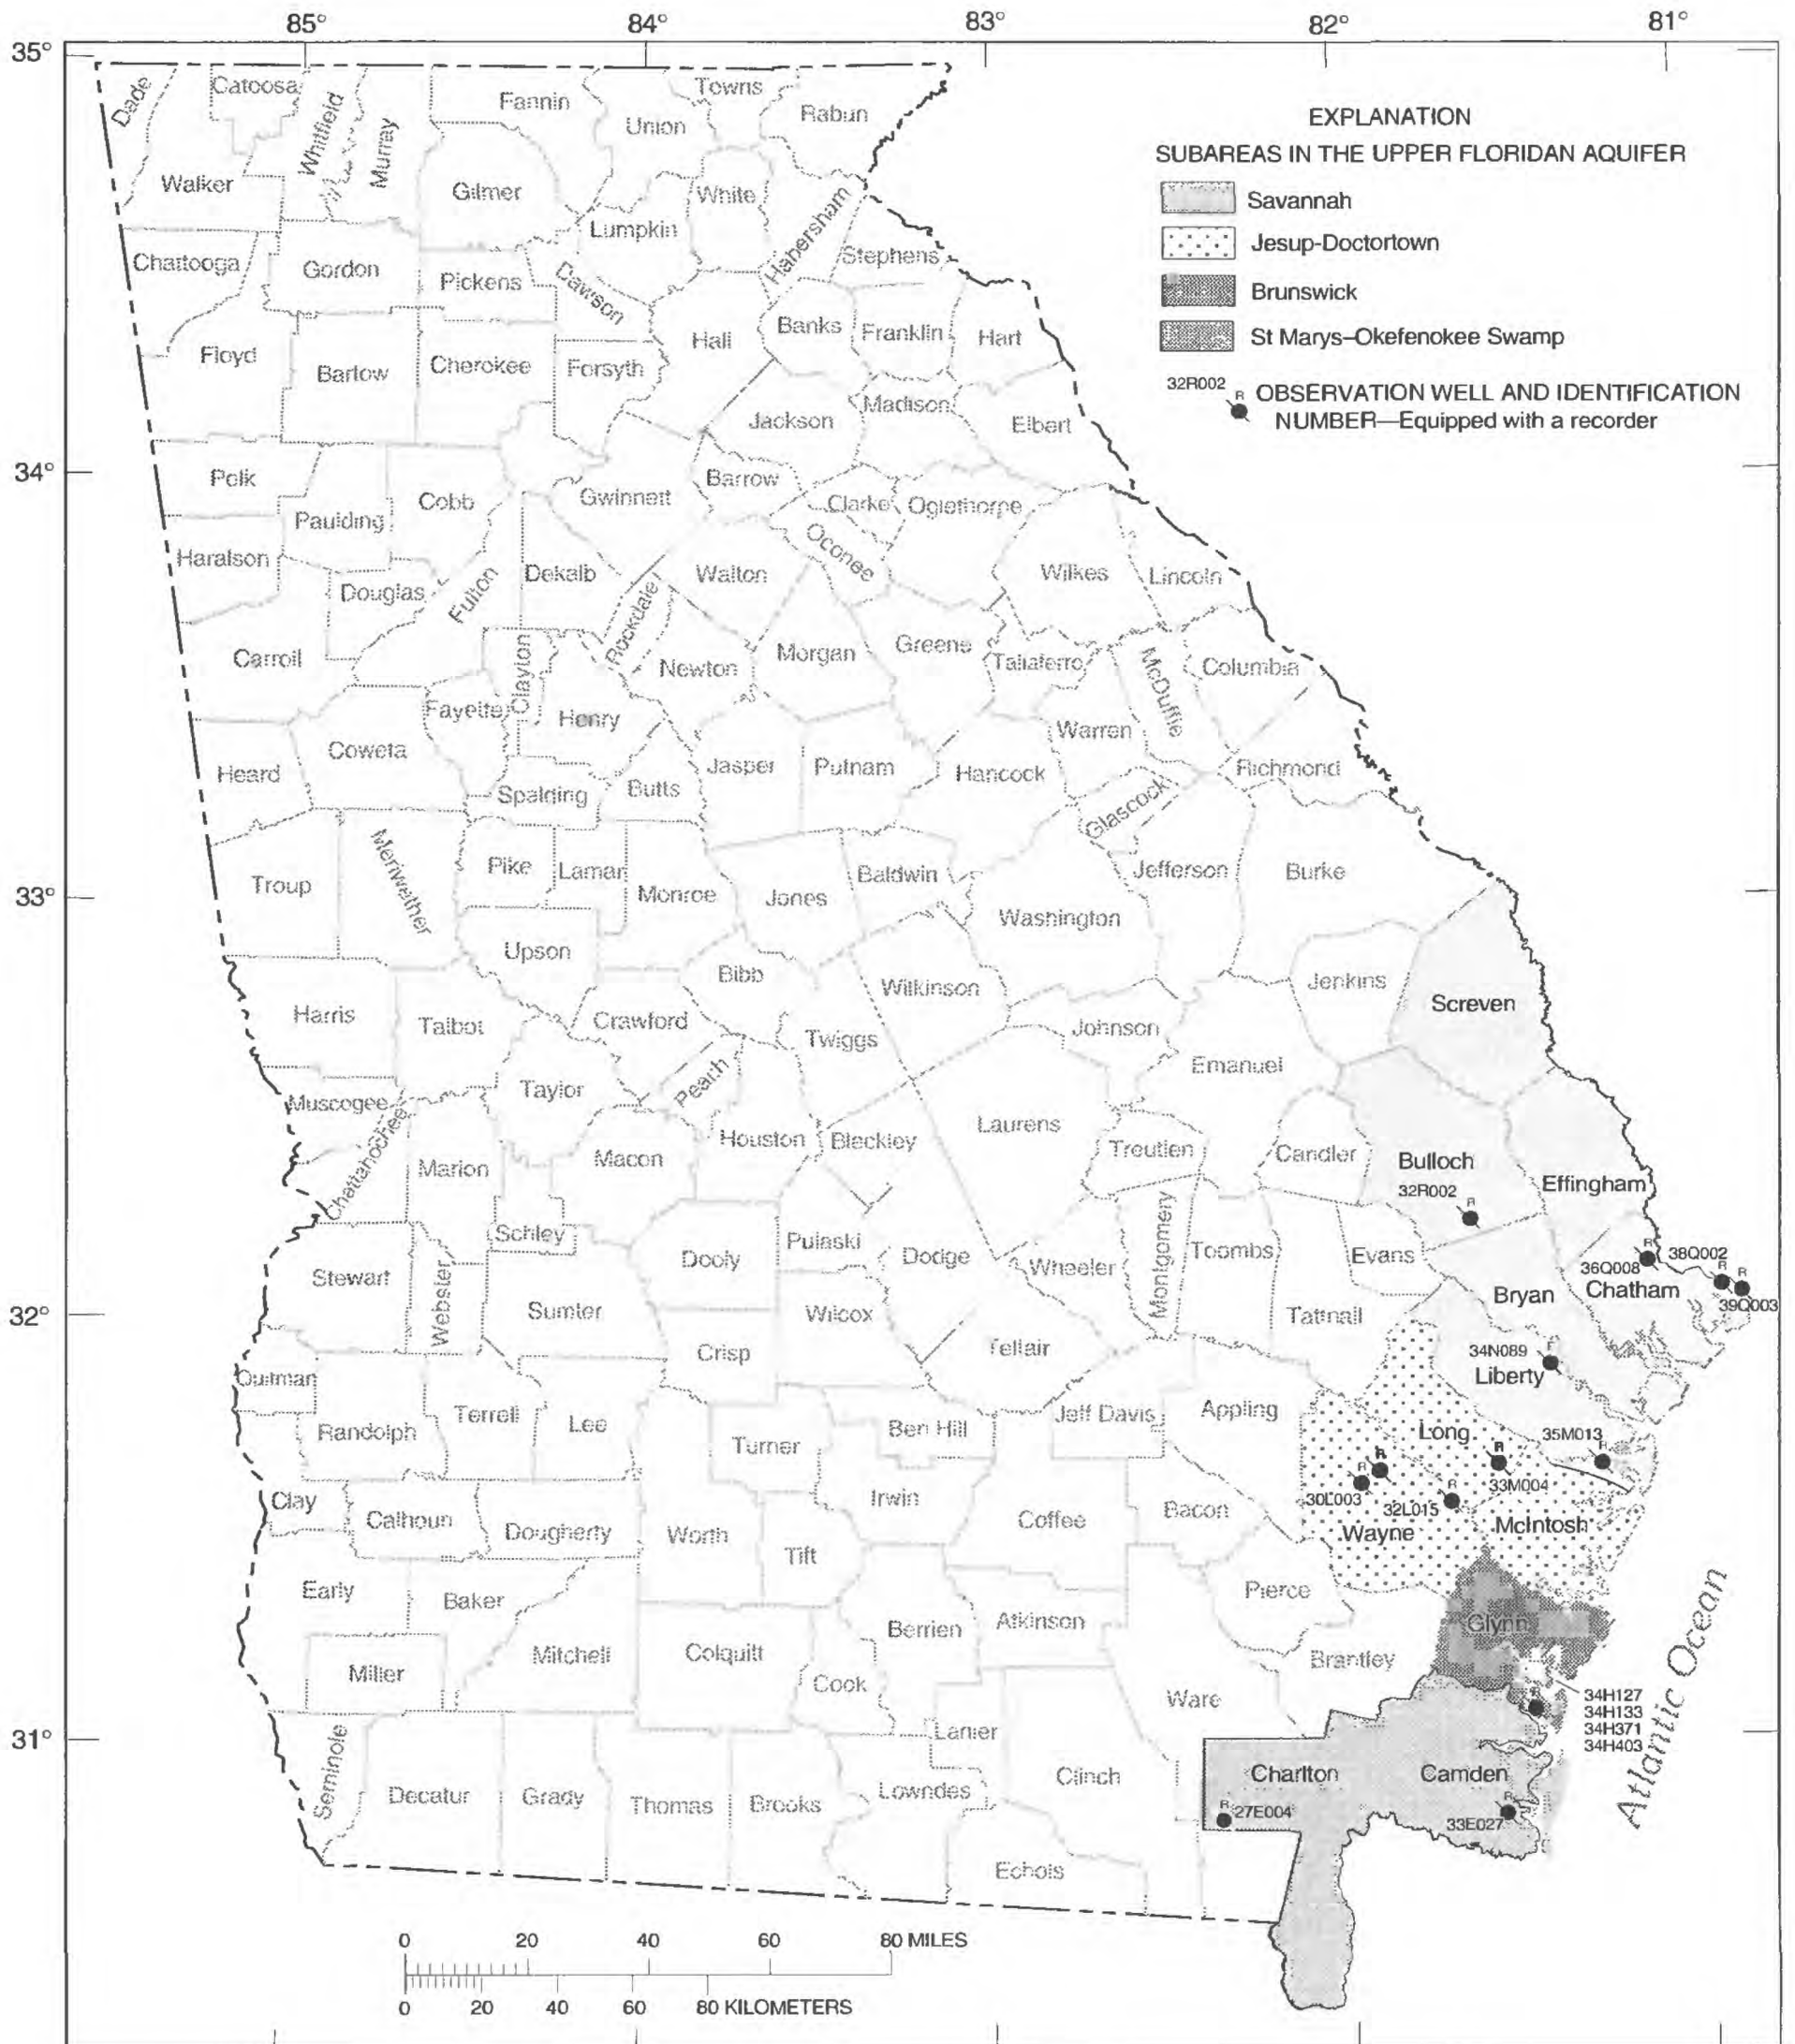 85°
84°
83°
82°
81°
35°
34°
33°
32°
31°
EXPLANATION
SUBAREAS IN THE UPPER FLORIDAN AQUIFER
Savannah
Jesup-Doctortown
Brunswick
St Marys–Okefenokee Swamp
32R002
R
OBSERVATION WELL AND IDENTIFICATION
NUMBER—Equipped with a recorder
Dade
Catoosa
Whitfield
Murray
Fannin
Union
Towns
Rabun
Walker
Gilmer
White
Lumpkin
Habersham
Stephens
Chattooga
Gordon
Pickens
Dawson
Hall
Banks
Franklin
Hart
Floyd
Bartow
Cherokee
Forsyth
Jackson
Madison
Elbert
Polk
Paulding
Cobb
Gwinnett
Barrow
Clarke
Oglethorpe
Oconee
Haralson
Douglas
Fulton
Dekalb
Rockdale
Walton
Wilkes
Lincoln
Carroll
Clayton
Newton
Morgan
Greene
Taliaferro
McDuffie
Columbia
Fayette
Henry
Warren
Heard
Coweta
Spalding
Butts
Jasper
Putnam
Hancock
Glascock
Richmond
Troup
Meriwether
Pike
Lamar
Monroe
Jones
Baldwin
Washington
Jefferson
Burke
Upson
Bibb
Wilkinson
Jenkins
Screven
Harris
Talbot
Crawford
Twiggs
Johnson
Emanuel
Muscogee
Chattahoochee
Taylor
Peach
Marion
Macon
Houston
Bleckley
Laurens
Treutlen
Candler
Bulloch
32R002
R
Effingham
Schley
Stewart
Webster
Sumter
Dooly
Pulaski
Dodge
Wheeler
Montgomery
Toombs
Evans
Tattnall
Bryan
36Q008
R
Chatham
38Q002
R
R
39Q003
Wilcox
Crisp
Telfair
34N089
Liberty
Quitman
Randolph
Terrell
Lee
Turner
Ben Hill
Jeff Davis
Appling
Long
35M013
R
R
33M004
R
30L003
R
32L015
Wayne
McIntosh
Clay
Calhoun
Dougherty
Worth
Tift
Irwin
Coffee
Bacon
Early
Baker
Mitchell
Colquitt
Berrien
Atkinson
Pierce
Glynn
Brantley
Miller
Cook
Ware
34H127
34H133
34H371
34H403
R
Lanier
Seminole
Decatur
Grady
Thomas
Brooks
Lowndes
Clinch
Charlton
R
27E004
Camden
R
33E027
Echols
Atlantic Ocean
0 20 40 60 80 MILES
0 20 40 60 80 KILOMETERS